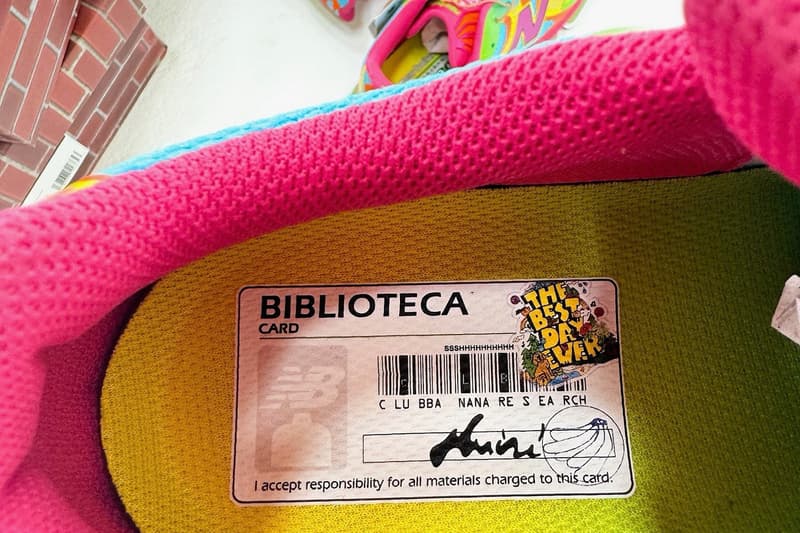 BIBLIOTECA
CARD
SSSHHHHHHHHHHH
THE
BEST
DAY
EWER
C LU BBA NANA RE S EA RCH
I accept responsibility for all materials charged to this card.
N